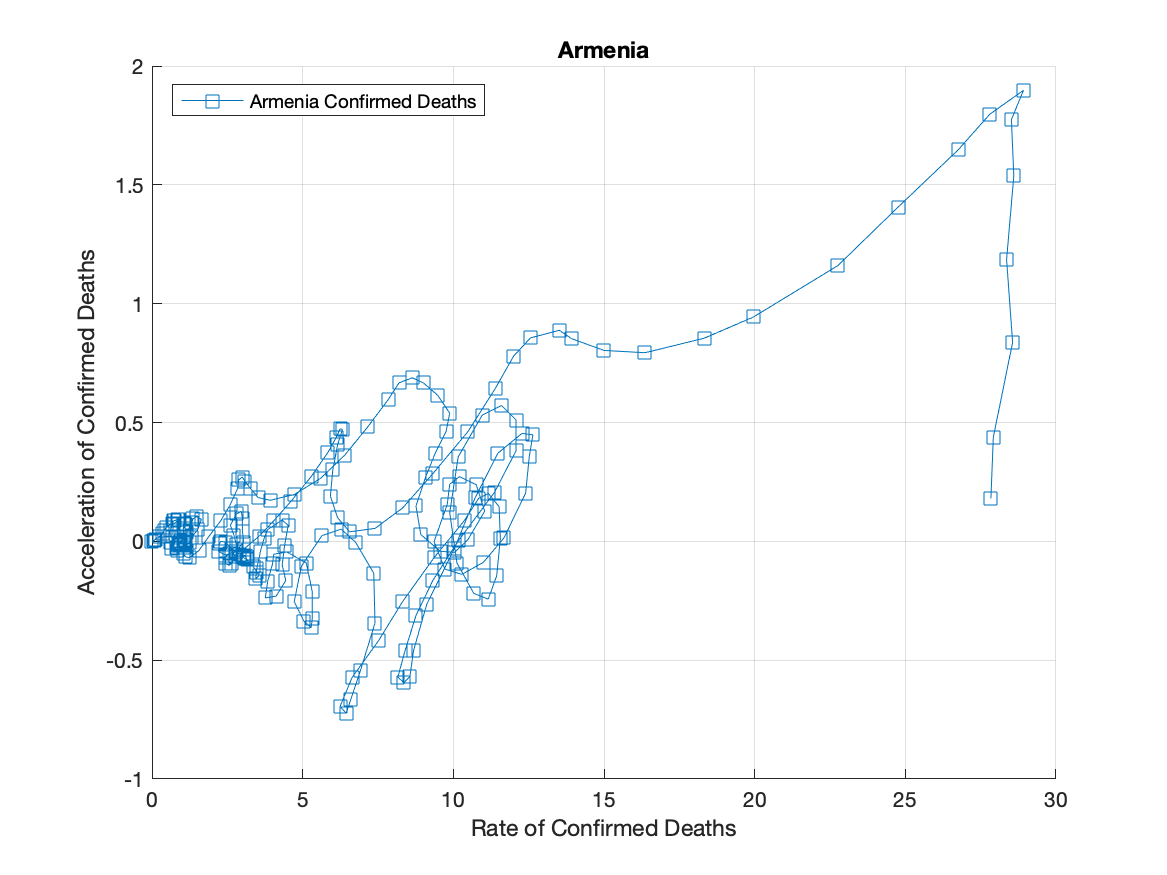 Armenia
Armenia Confirmed Deaths
2
1.5
1
0.5
0
-0.5
-1
Acceleration of Confirmed Deaths
0 5 10 15 20 25 30
Rate of Confirmed Deaths